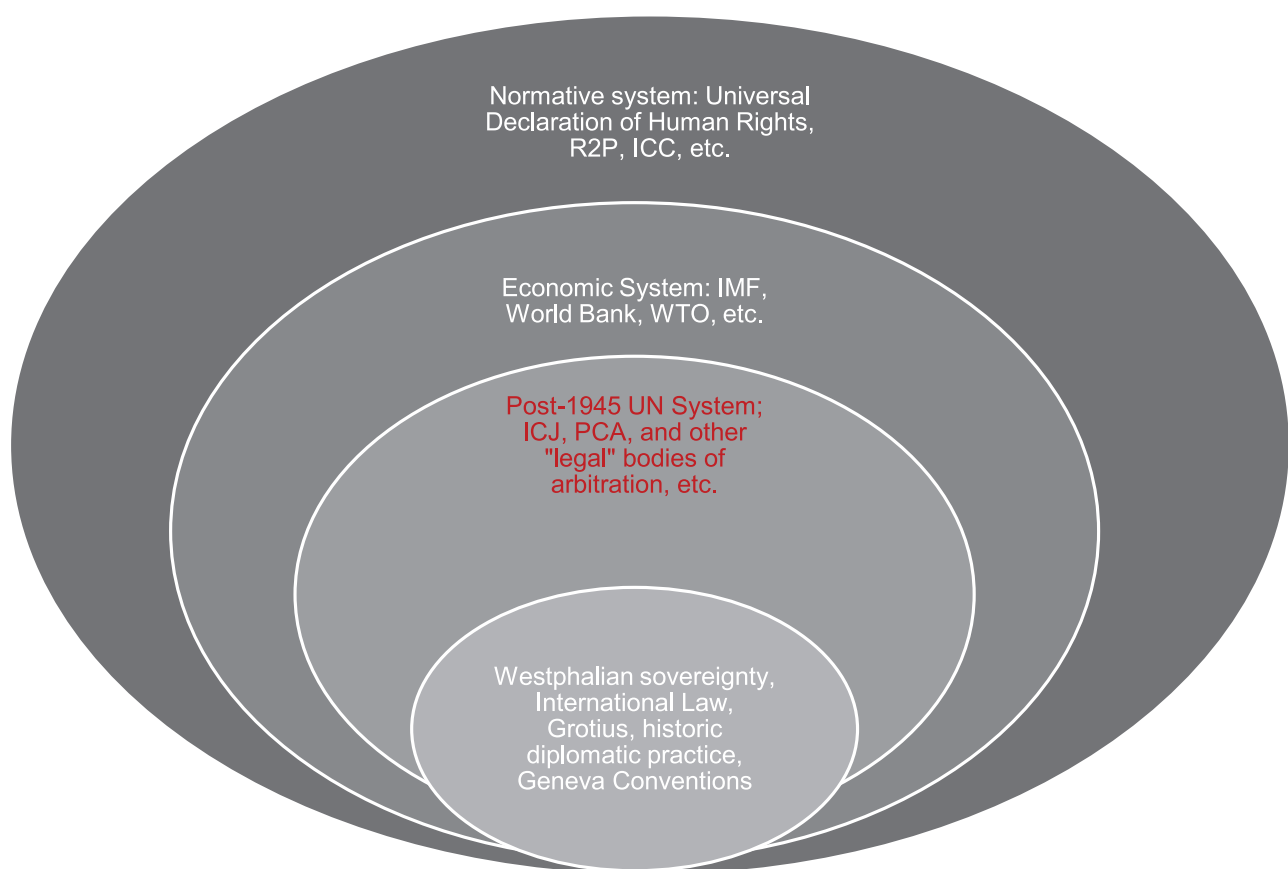 Normative system: Universal
Declaration of Human Rights,
R2P, ICC, etc.
Economic System: IMF,
World Bank, WTO, etc.
Post-1945 UN System;
ICJ, PCA, and other
"legal" bodies of
arbitration, etc.
Westphalian sovereignty,
International Law,
Grotius, historic
diplomatic practice,
Geneva Conventions